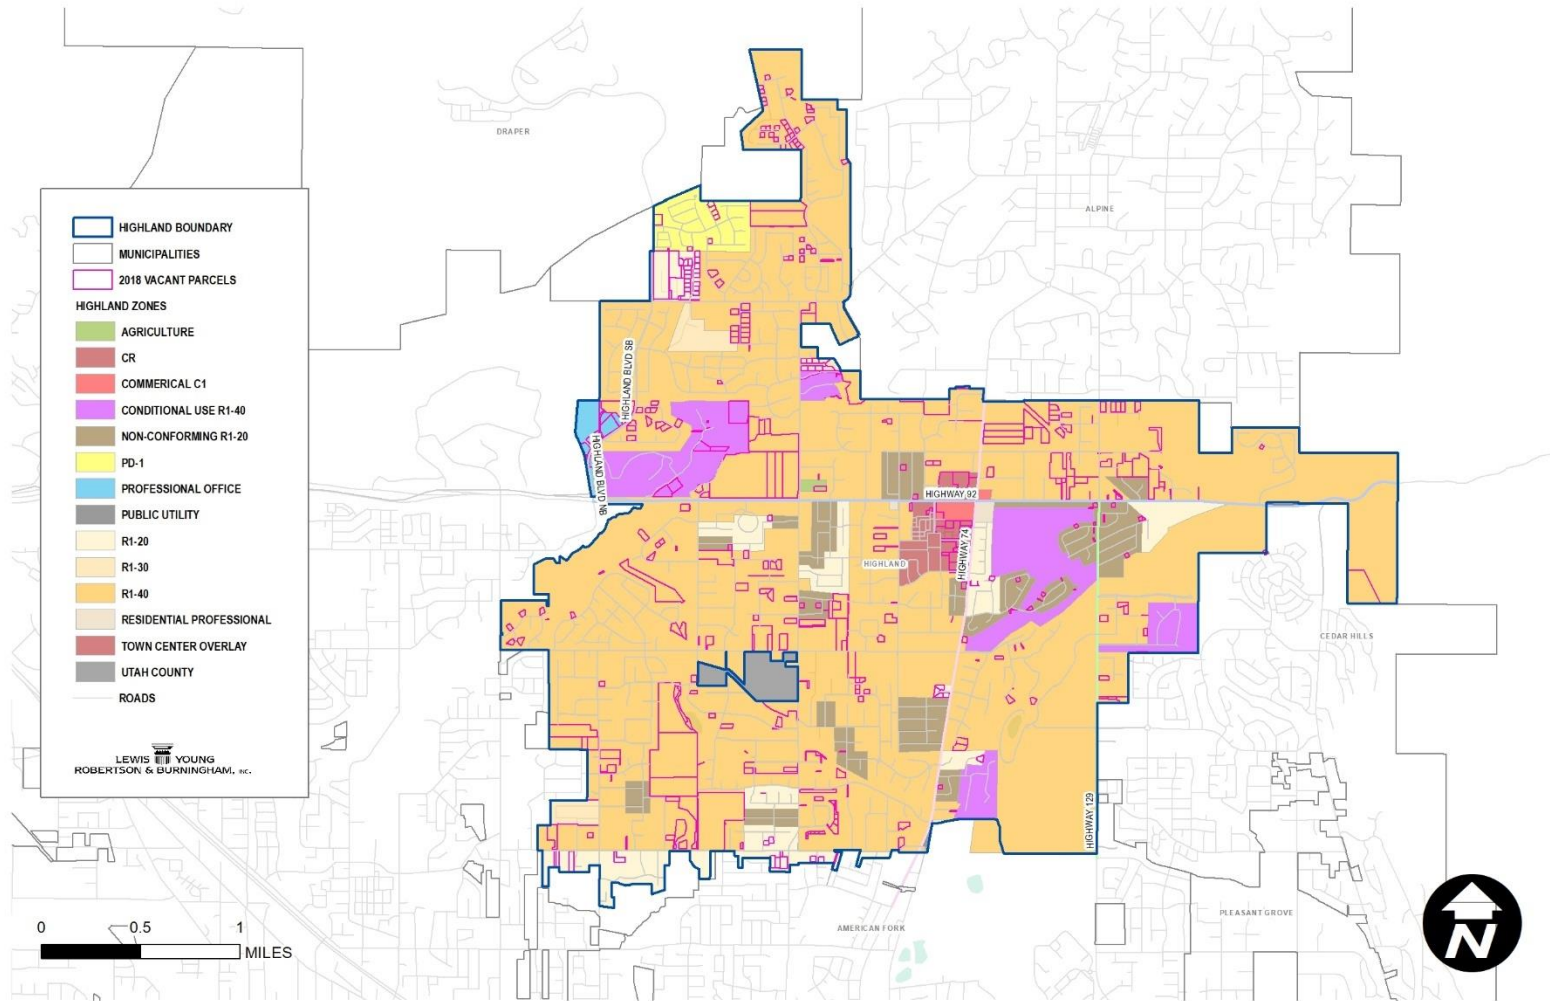 DRAPER
ALPINE
HIGHLAND BOUNDARY
MUNICIPALITIES
2018 VACANT PARCELS
HIGHLAND ZONES
AGRICULTURE
CR
COMMERICAL C1
CONDITIONAL USE R1-40
NON-CONFORMING R1-20
PD-1
PROFESSIONAL OFFICE
PUBLIC UTILITY
R1-20
R1-30
R1-40
RESIDENTIAL PROFESSIONAL
TOWN CENTER OVERLAY
UTAH COUNTY
ROADS
LEWIS YOUNG
ROBERTSON & BURNINGHAM, INC.
HIGHLAND BLVD SB
HIGHLAND BLVD NB
HIGHWAY 92
HIGHWAY 74
HIGHLAND
CEDAR HILLS
HIGHWAY 129
PLEASANT GROVE
AMERICAN FORK
0 0.5 1
MILES
N